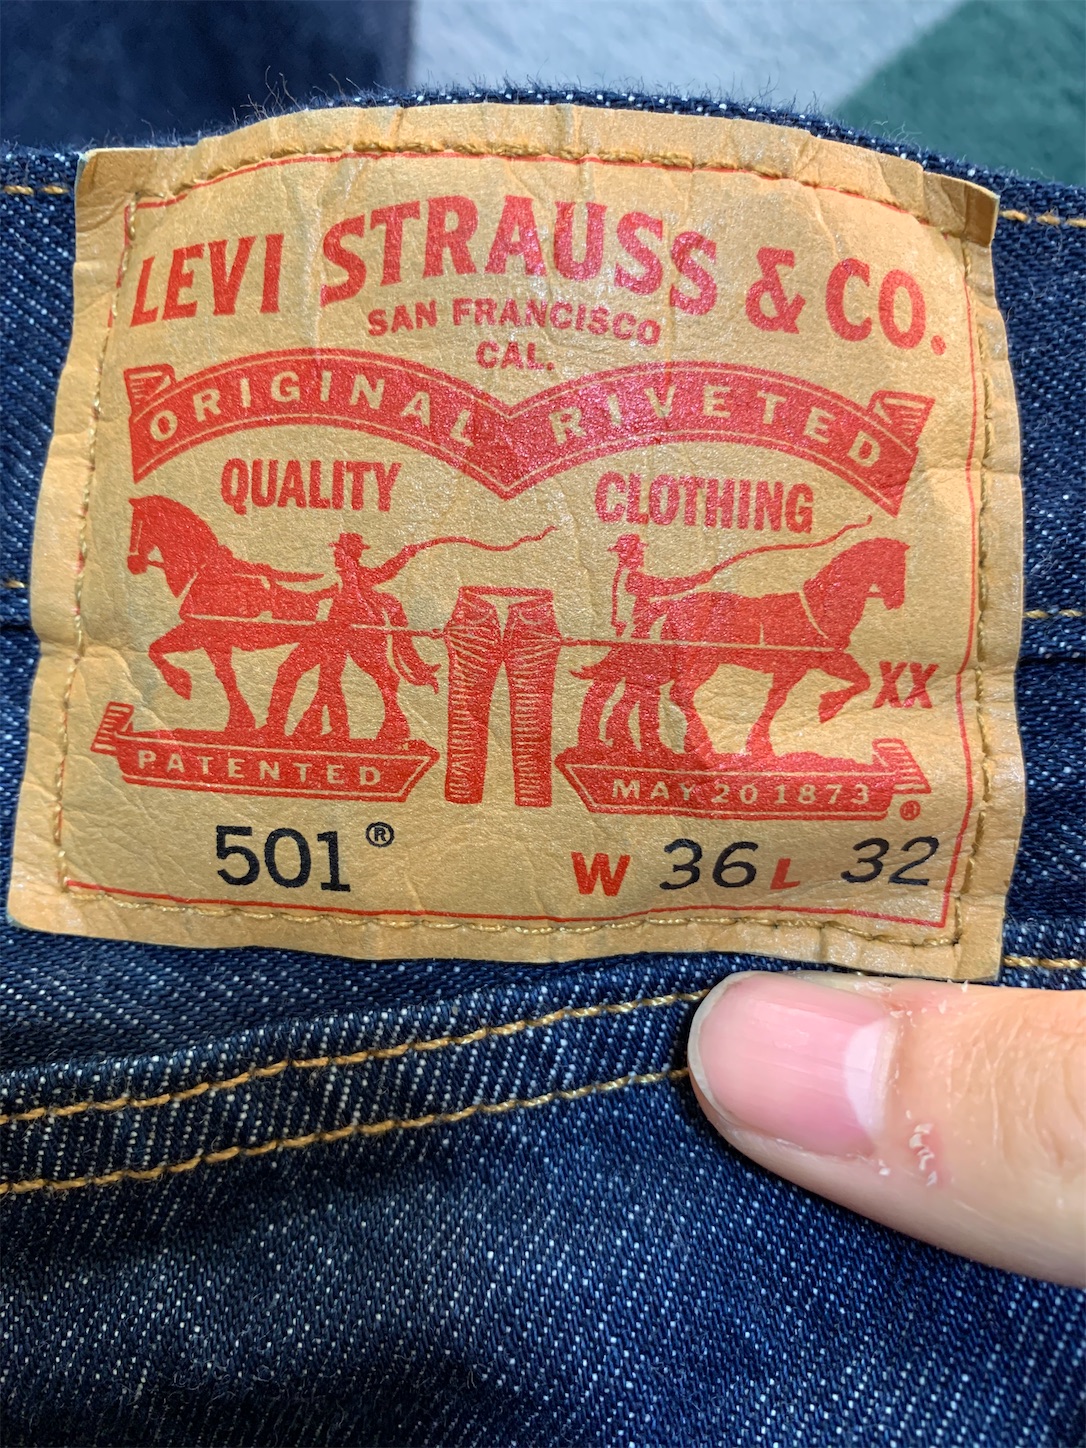 LEVI STRAUSS & CO.
SAN FRANCISCO
CAL.
ORIGINAL RIVETED
QUALITY CLOTHING
XX
PATENTED MAY 20 1873 ®
501® W 36 L 32